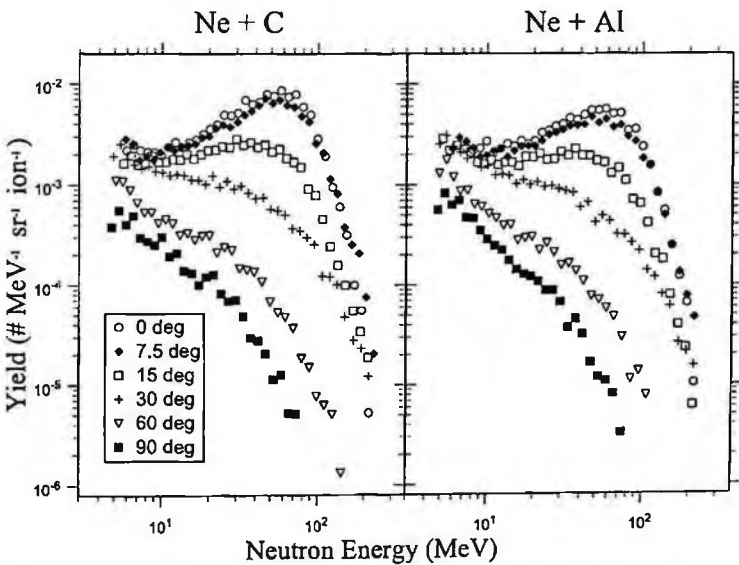 Ne + C
Ne + Al
Yield (# MeV⁻¹ sr⁻¹ ion⁻¹)
10⁻²
10⁻³
10⁻⁴
10⁻⁵
10⁻⁶
0 deg
7.5 deg
15 deg
30 deg
60 deg
90 deg
10¹
10²
10¹
10²
Neutron Energy (MeV)